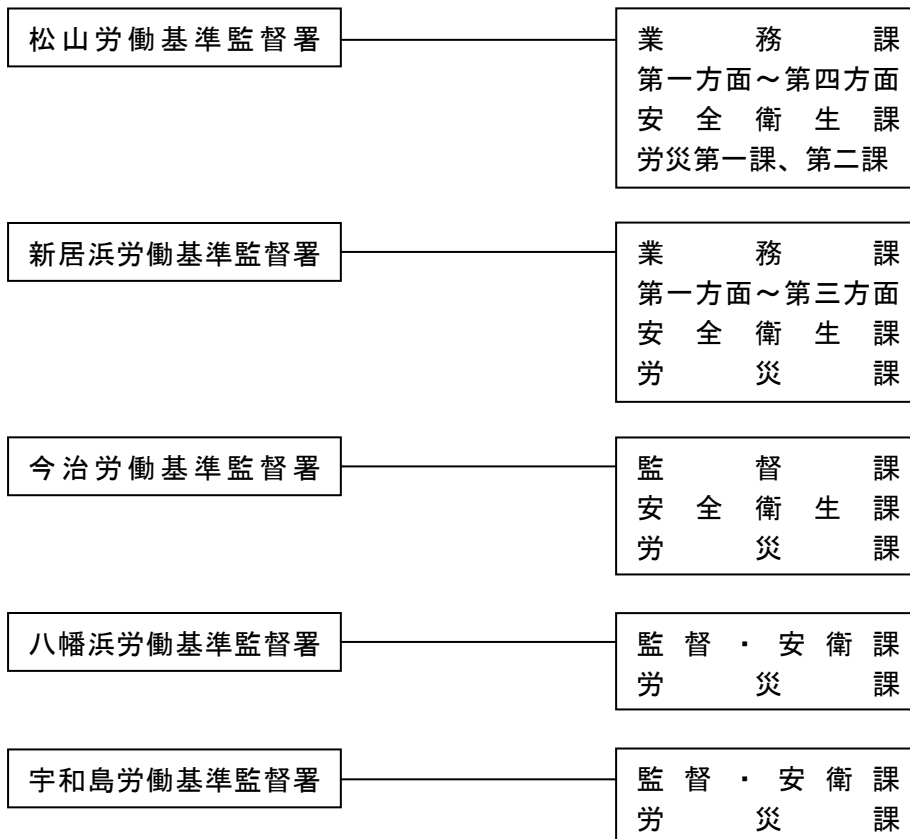 松山労働基準監督署
業務課
第一方面～第四方面
安全衛生課
労災第一課、第二課
新居浜労働基準監督署
業務課
第一方面～第三方面
安全衛生課
労災課
今治労働基準監督署
監督課
安全衛生課
労災課
八幡浜労働基準監督署
監督・安衛課
労災課
宇和島労働基準監督署
監督・安衛課
労災課